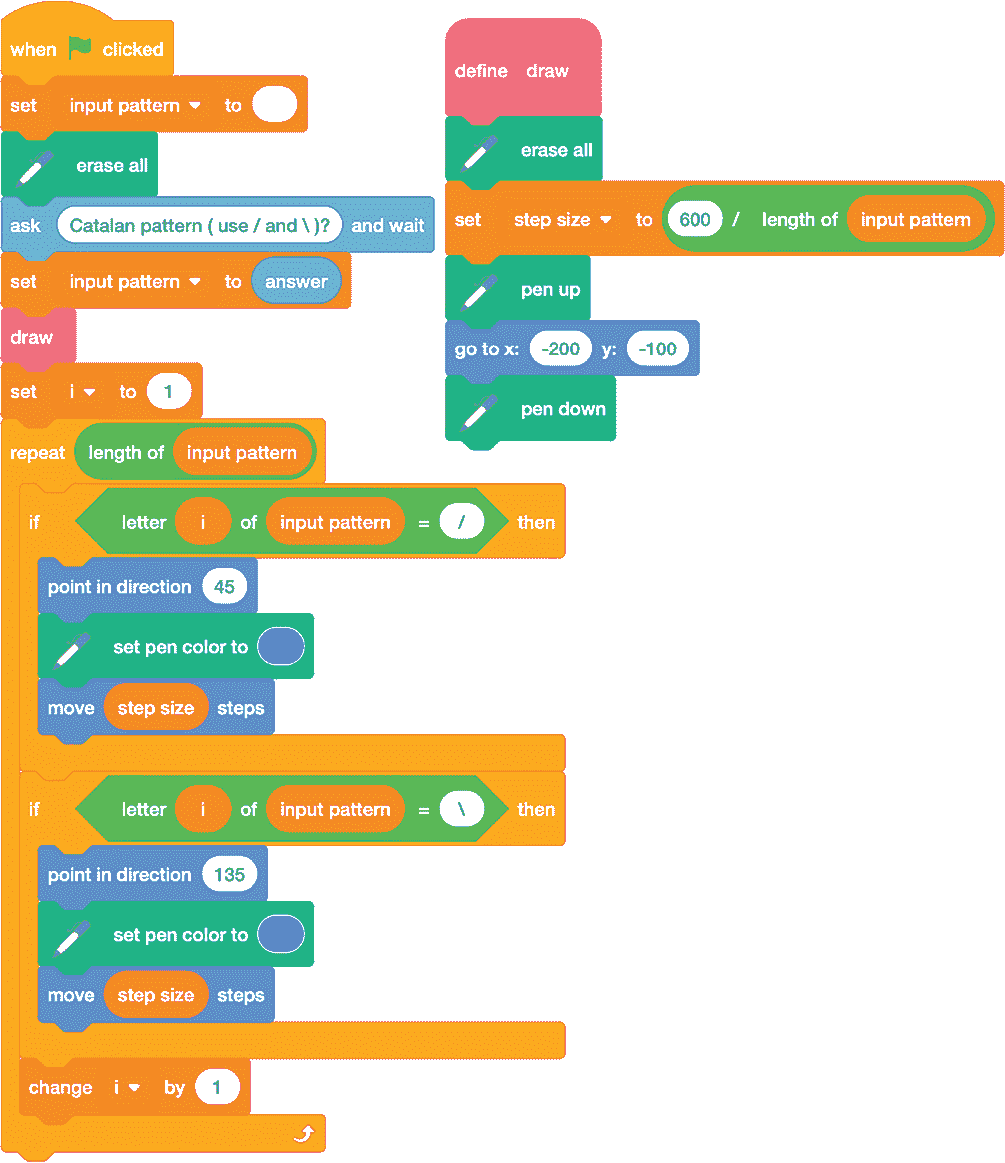 when clicked
set input pattern to
erase all
ask Catalan pattern ( use / and \ )? and wait
set input pattern to answer
draw
set i to 1
repeat length of input pattern
if letter i of input pattern = / then
point in direction 45
set pen color to
move step size steps
if letter i of input pattern = \ then
point in direction 135
set pen color to
move step size steps
change i by 1
define draw
erase all
set step size to 600 / length of input pattern
pen up
go to x: -200 y: -100
pen down